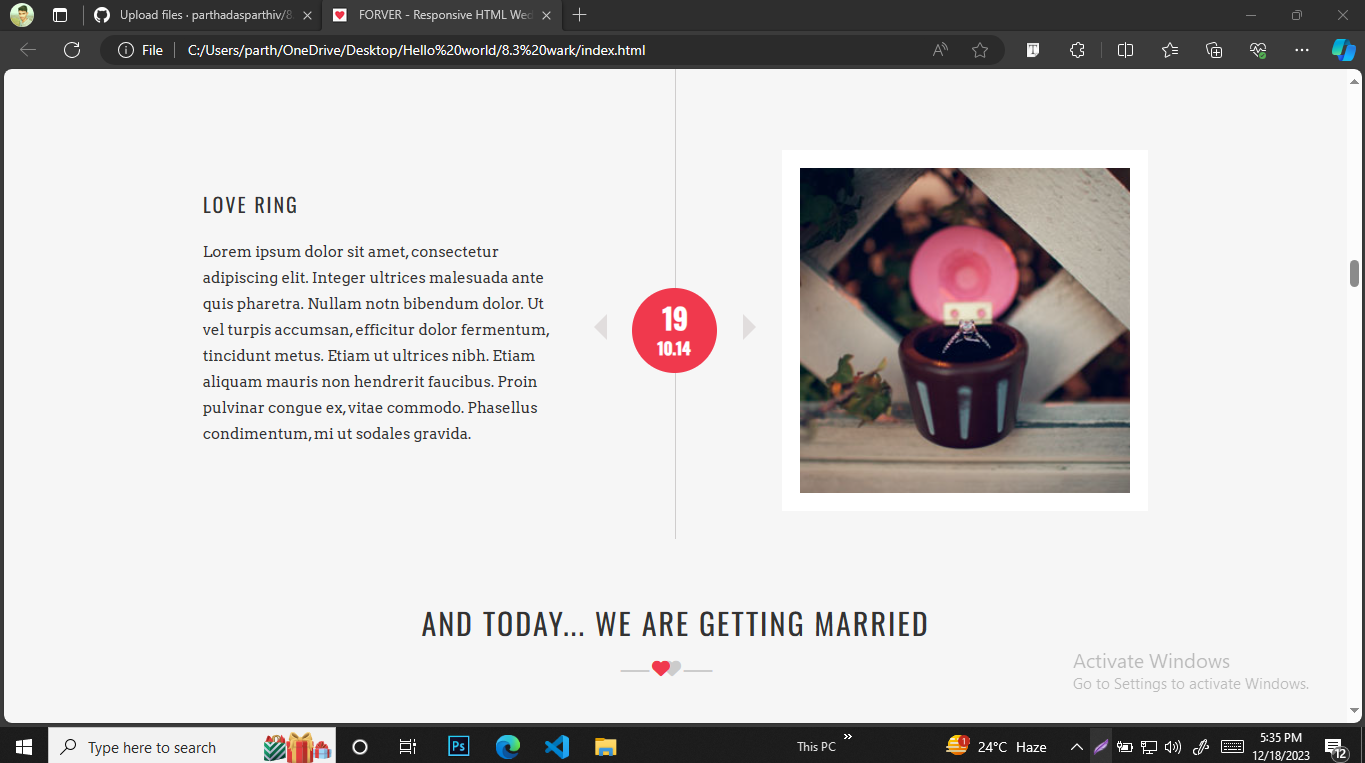 Upload files · parthadasparthiv/8.
FORVER - Responsive HTML Wed
File
C:/Users/parth/OneDrive/Desktop/Hello%20world/8.3%20wark/index.html
LOVE RING
Lorem ipsum dolor sit amet, consectetur
adipiscing elit. Integer ultrices malesuada ante
quis pharetra. Nullam notn bibendum dolor. Ut
vel turpis accumsan, efficitur dolor fermentum,
tincidunt metus. Etiam ut ultrices nibh. Etiam
aliquam mauris non hendrerit faucibus. Proin
pulvinar congue ex, vitae commodo. Phasellus
condimentum, mi ut sodales gravida.
19
10.14
AND TODAY... WE ARE GETTING MARRIED
Activate Windows
Go to Settings to activate Windows.
Type here to search
Ps
This PC
1
24°C Haze
5:35 PM
12/18/2023
12